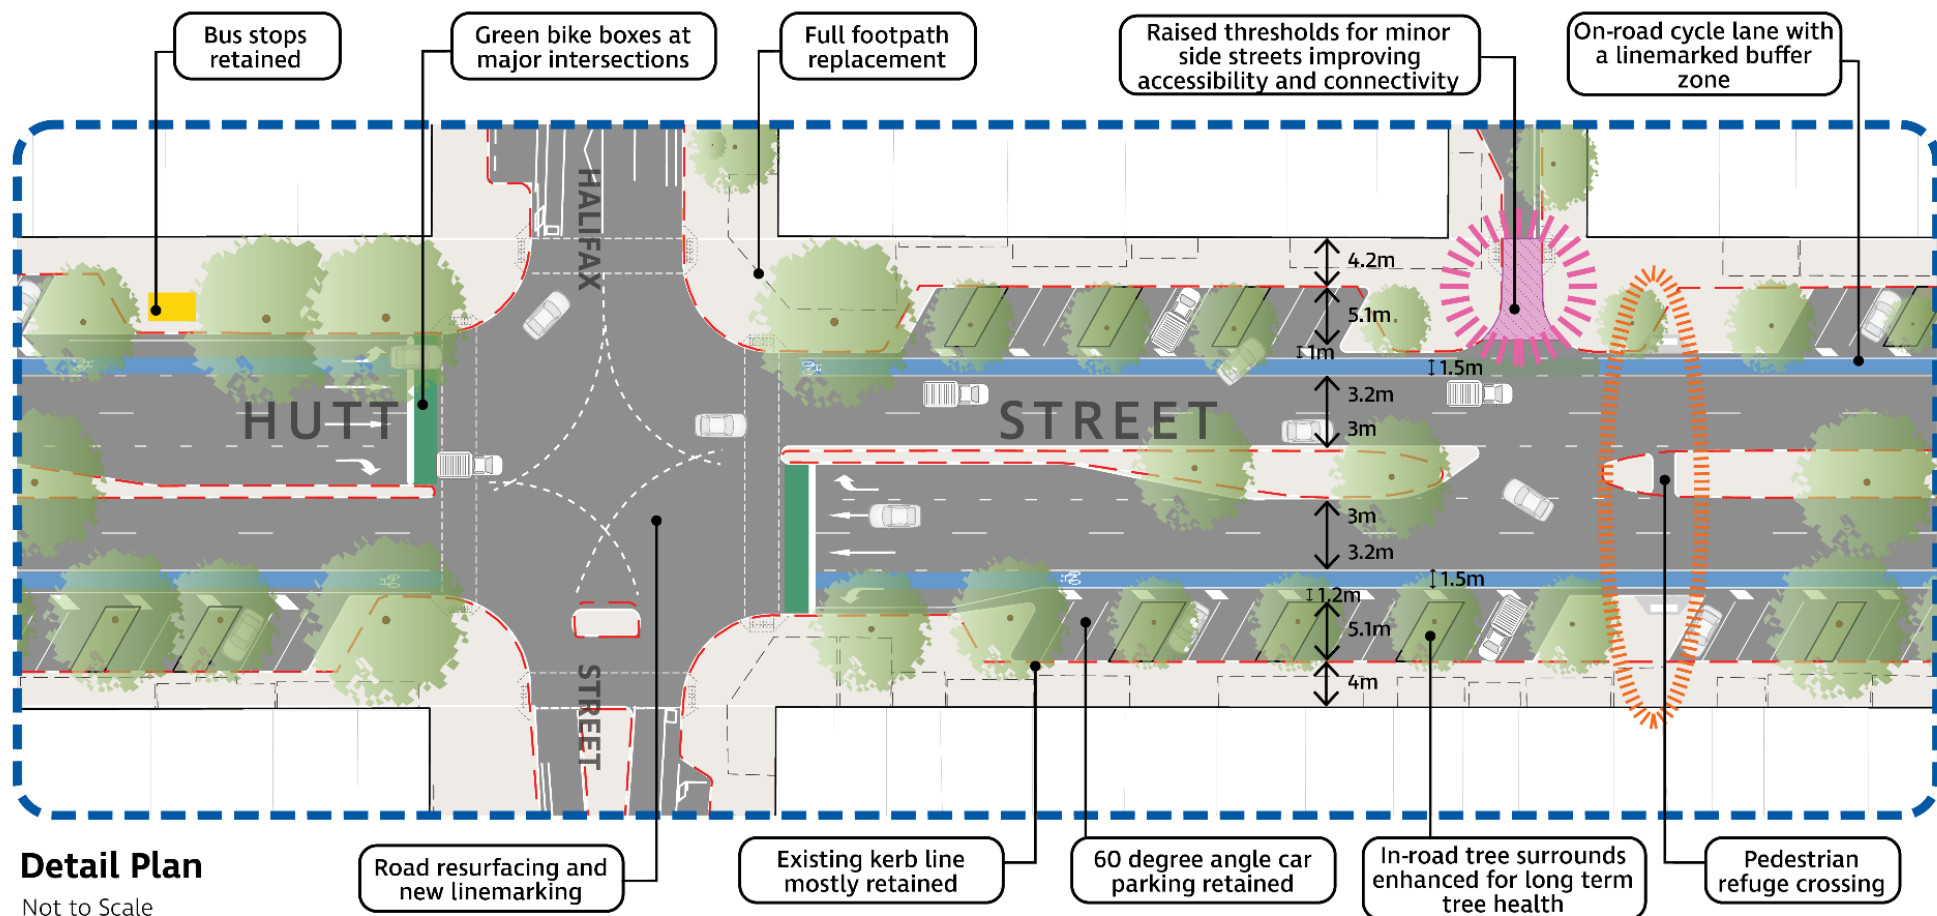 Bus stops
retained
Green bike boxes at
major intersections
Full footpath
replacement
Raised thresholds for minor
side streets improving
accessibility and connectivity
On-road cycle lane with
a linemarked buffer
zone
HALIFAX
STREET
HUTT
STREET
4.2m
5.1m
1m
1.5m
3.2m
3m
3m
3.2m
1.5m
1.2m
5.1m
4m
Detail Plan
Not to Scale
Road resurfacing and
new linemarking
Existing kerb line
mostly retained
60 degree angle car
parking retained
In-road tree surrounds
enhanced for long term
tree health
Pedestrian
refuge crossing